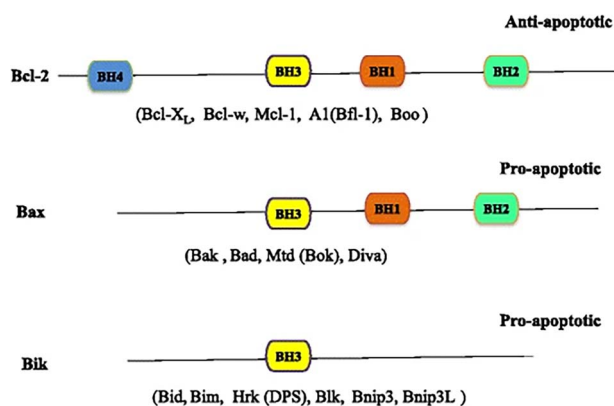 Anti-apoptotic
Bcl-2 BH4 BH3 BH1 BH2
(Bcl-XL, Bcl-w, Mcl-1, A1(Bfl-1), Boo )
Pro-apoptotic
Bax BH3 BH1 BH2
(Bak , Bad, Mtd (Bok), Diva)
Pro-apoptotic
Bik BH3
(Bid, Bim, Hrk (DPS), Blk, Bnip3, Bnip3L )